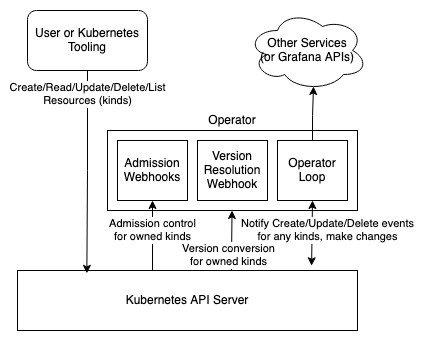 User or Kubernetes
Tooling
Other Services
(or Grafana APIs)
Create/Read/Update/Delete/List
Resources (kinds)
Operator
Admission
Webhooks
Version
Resolution
Webhook
Operator
Loop
Admission control
for owned kinds
Version conversion
for owned kinds
Notify Create/Update/Delete events
for any kinds, make changes
Kubernetes API Server